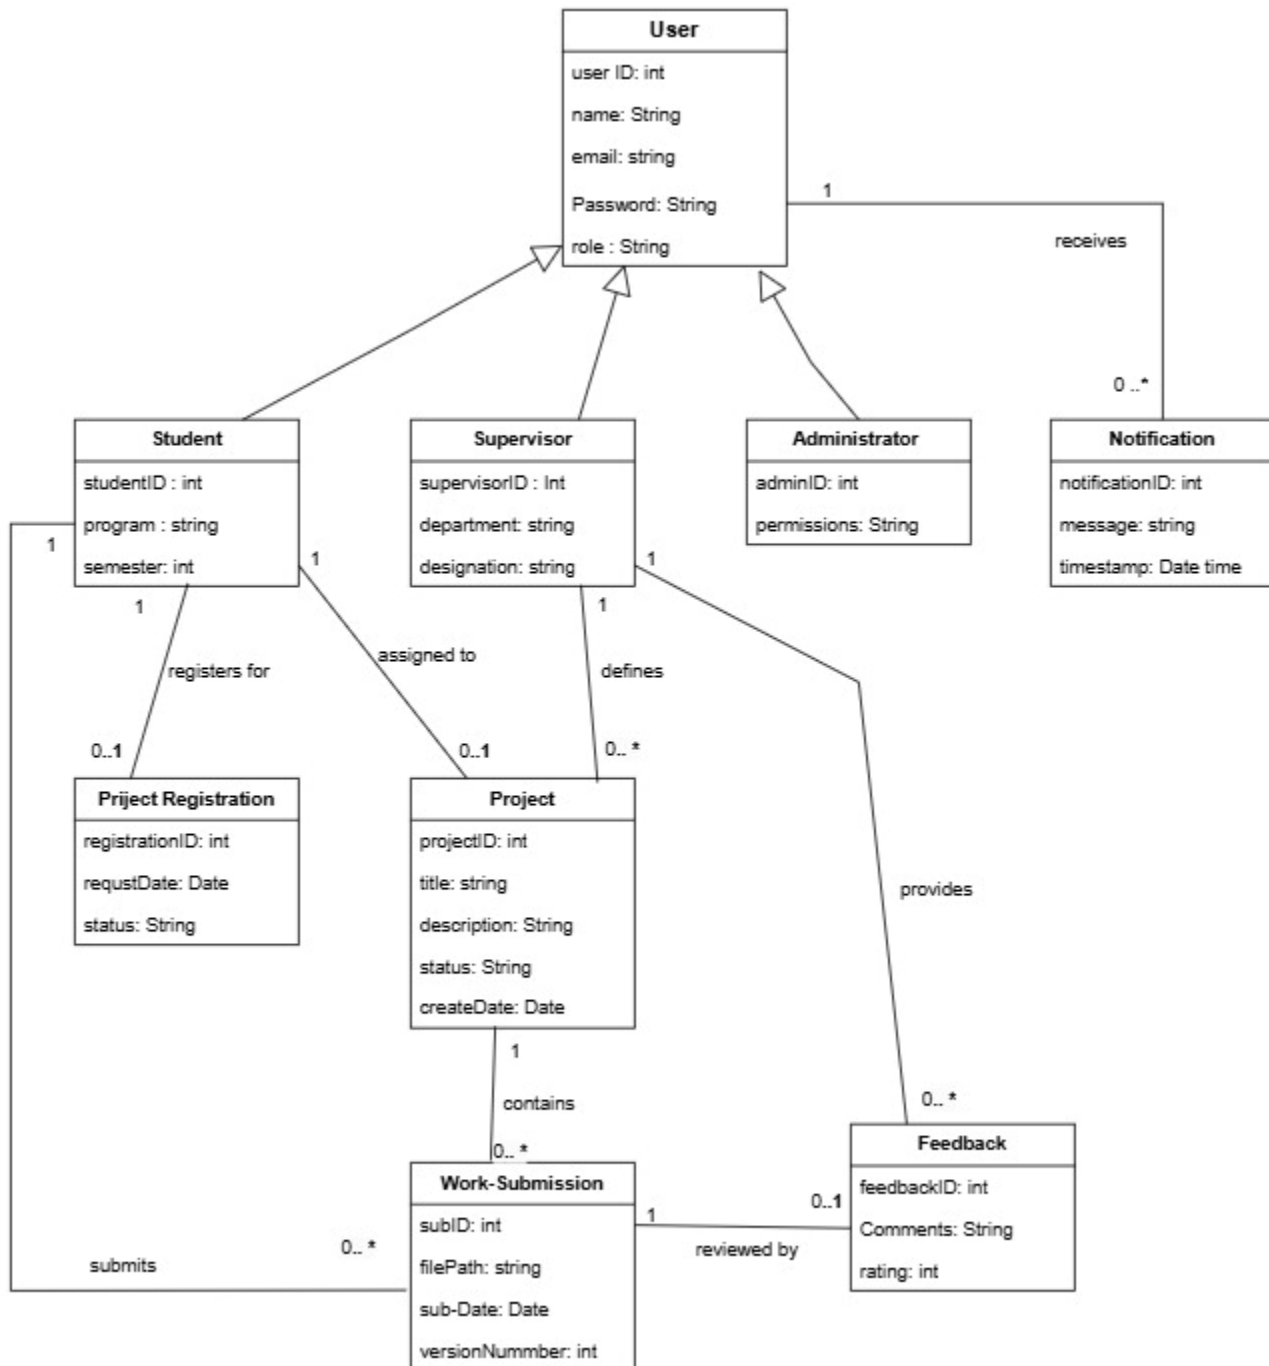 User
user ID: int
name: String
email: string
Password: String
role : String
1
receives
0 ..*
Student
studentID : int
program : string
semester: int
Supervisor
supervisorID : Int
department: string
designation: string
Administrator
adminID: int
permissions: String
Notification
notificationID: int
message: string
timestamp: Date time
1
1
1
1
1
registers for
assigned to
defines
0..1
0..1
0.. *
Priject Registration
registrationID: int
requstDate: Date
status: String
Project
projectID: int
title: string
description: String
status: String
createDate: Date
provides
1
contains
0.. *
0.. *
Work-Submission
subID: int
filePath: string
sub-Date: Date
versionNummber: int
Feedback
feedbackID: int
Comments: String
rating: int
1
0..1
reviewed by
0.. *
submits